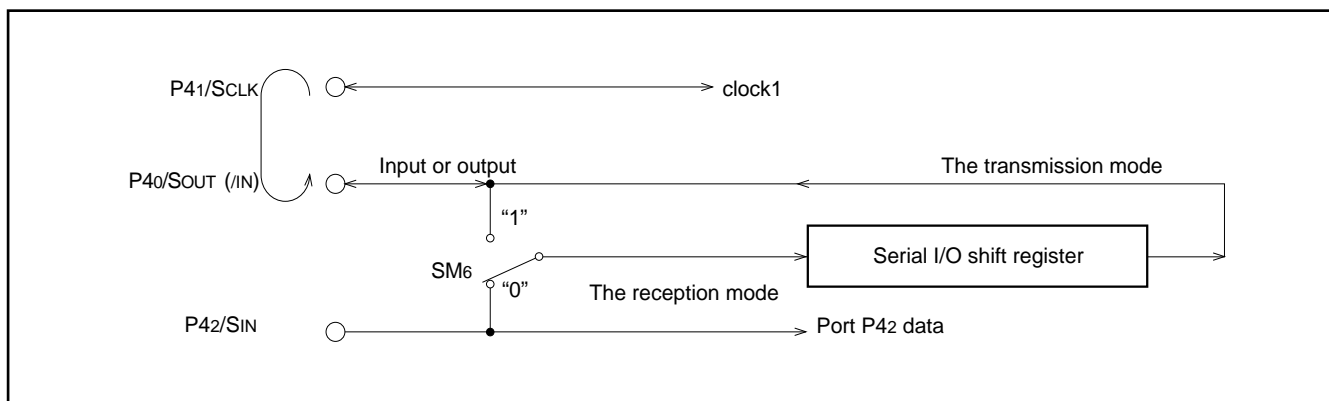 P41/SCLK
clock1
P40/SOUT (/IN)
Input or output
The transmission mode
“1”
SM6
“0”
The reception mode
Serial I/O shift register
P42/SIN
Port P42 data